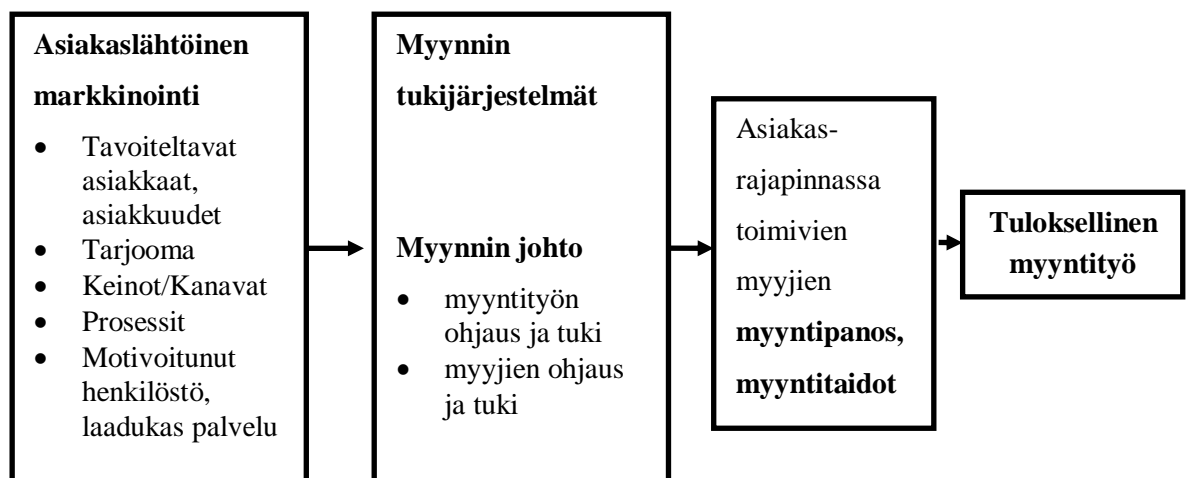 Asiakaslähtöinen
markkinointi
• Tavoiteltavat
asiakkaat,
asiakkuudet
• Tarjooma
• Keinot/Kanavat
• Prosessit
• Motivoitunut
henkilöstö,
laadukas palvelu
Myynnin
tukijärjestelmät
Myynnin johto
• myyntityön
ohjaus ja tuki
• myyjien ohjaus
ja tuki
Asiakas-
rajapinnassa
toimivien
myyjien
myyntipanos,
myyntitaidot
Tuloksellinen
myyntityö